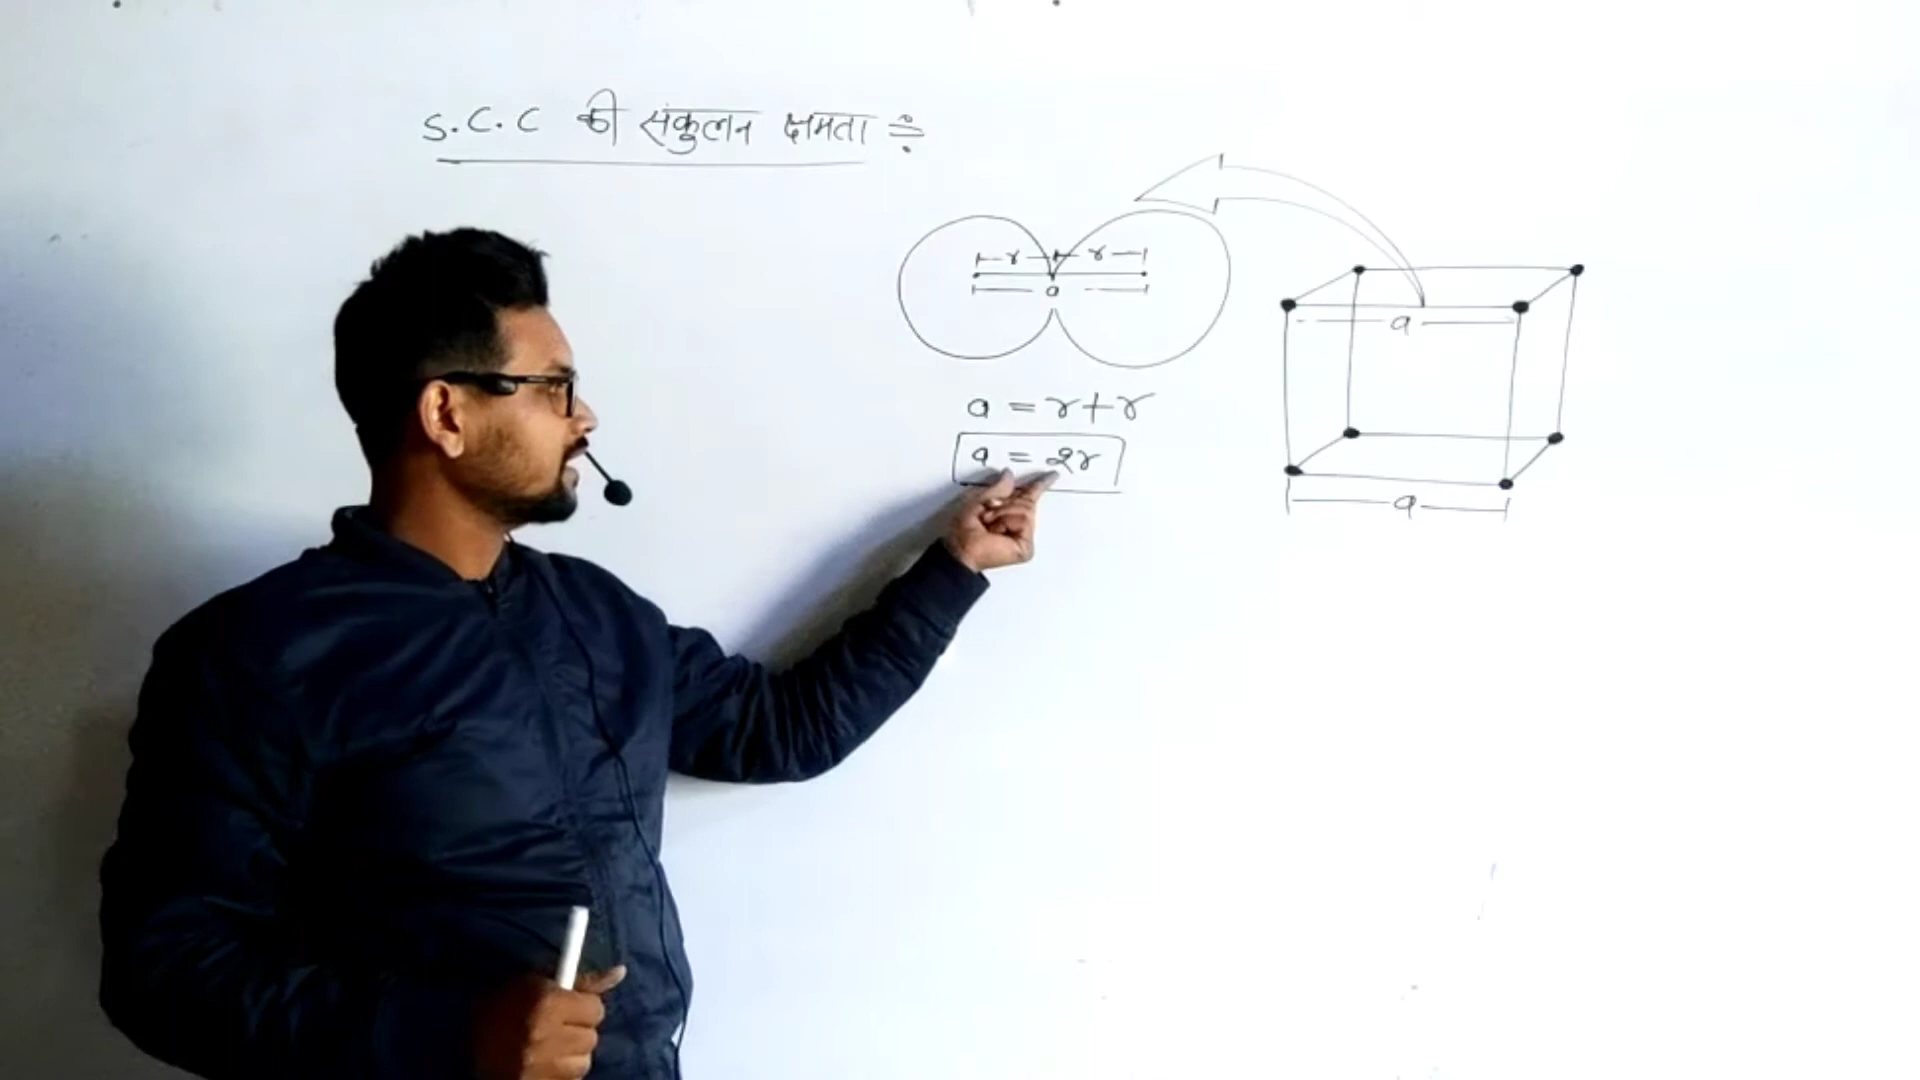 S.C.C की संकुलन क्षमता ÷
r r
a
a
a = r+r
a = 2r
a